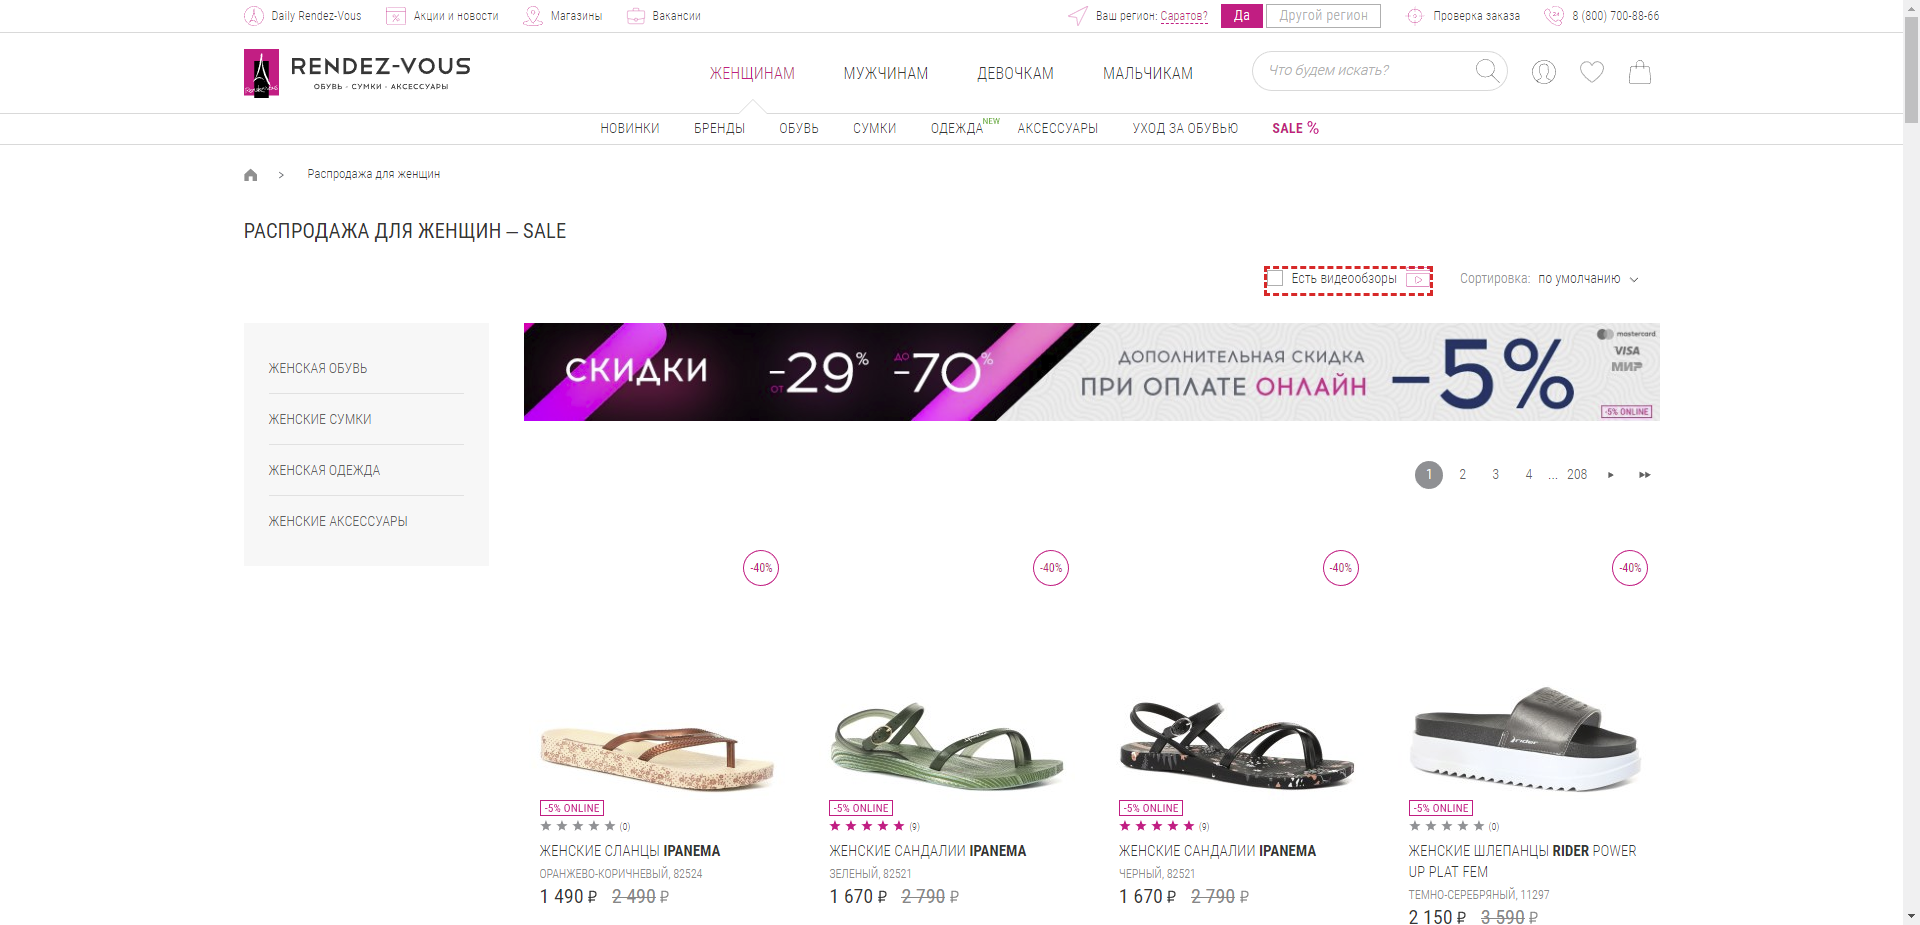 Daily Rendez-Vous
Акции и новости
Магазины
Вакансии
Ваш регион: Саратов?
Да
Другой регион
Проверка заказа
8 (800) 700-88-66
RENDEZ-VOUS
ОБУВЬ · СУМКИ · АКСЕССУАРЫ
ЖЕНЩИНАМ
МУЖЧИНАМ
ДЕВОЧКАМ
МАЛЬЧИКАМ
Что будем искать?
НОВИНКИ
БРЕНДЫ
ОБУВЬ
СУМКИ
ОДЕЖДА NEW
АКСЕССУАРЫ
УХОД ЗА ОБУВЬЮ
SALE %
> Распродажа для женщин
РАСПРОДАЖА ДЛЯ ЖЕНЩИН – SALE
Есть видеообзоры
Сортировка: по умолчанию
ЖЕНСКАЯ ОБУВЬ
ЖЕНСКИЕ СУМКИ
ЖЕНСКАЯ ОДЕЖДА
ЖЕНСКИЕ АКСЕССУАРЫ
СКИДКИ ОТ -29% ДО -70%
ДОПОЛНИТЕЛЬНАЯ СКИДКА
ПРИ ОПЛАТЕ ОНЛАЙН
-5%
mastercard
VISA
МИР
-5% ONLINE
1 2 3 4 ... 208
-40%
-40%
-40%
-40%
rider
-5% ONLINE
(0)
ЖЕНСКИЕ СЛАНЦЫ IPANEMA
ОРАНЖЕВО-КОРИЧНЕВЫЙ, 82524
1 490 ₽ 2 490 ₽
-5% ONLINE
(9)
ЖЕНСКИЕ САНДАЛИИ IPANEMA
ЗЕЛЕНЫЙ, 82521
1 670 ₽ 2 790 ₽
-5% ONLINE
(9)
ЖЕНСКИЕ САНДАЛИИ IPANEMA
ЧЕРНЫЙ, 82521
1 670 ₽ 2 790 ₽
-5% ONLINE
(0)
ЖЕНСКИЕ ШЛЕПАНЦЫ RIDER POWER
UP PLAT FEM
ТЕМНО-СЕРЕБРЯНЫЙ, 11297
2 150 ₽ 3 590 ₽